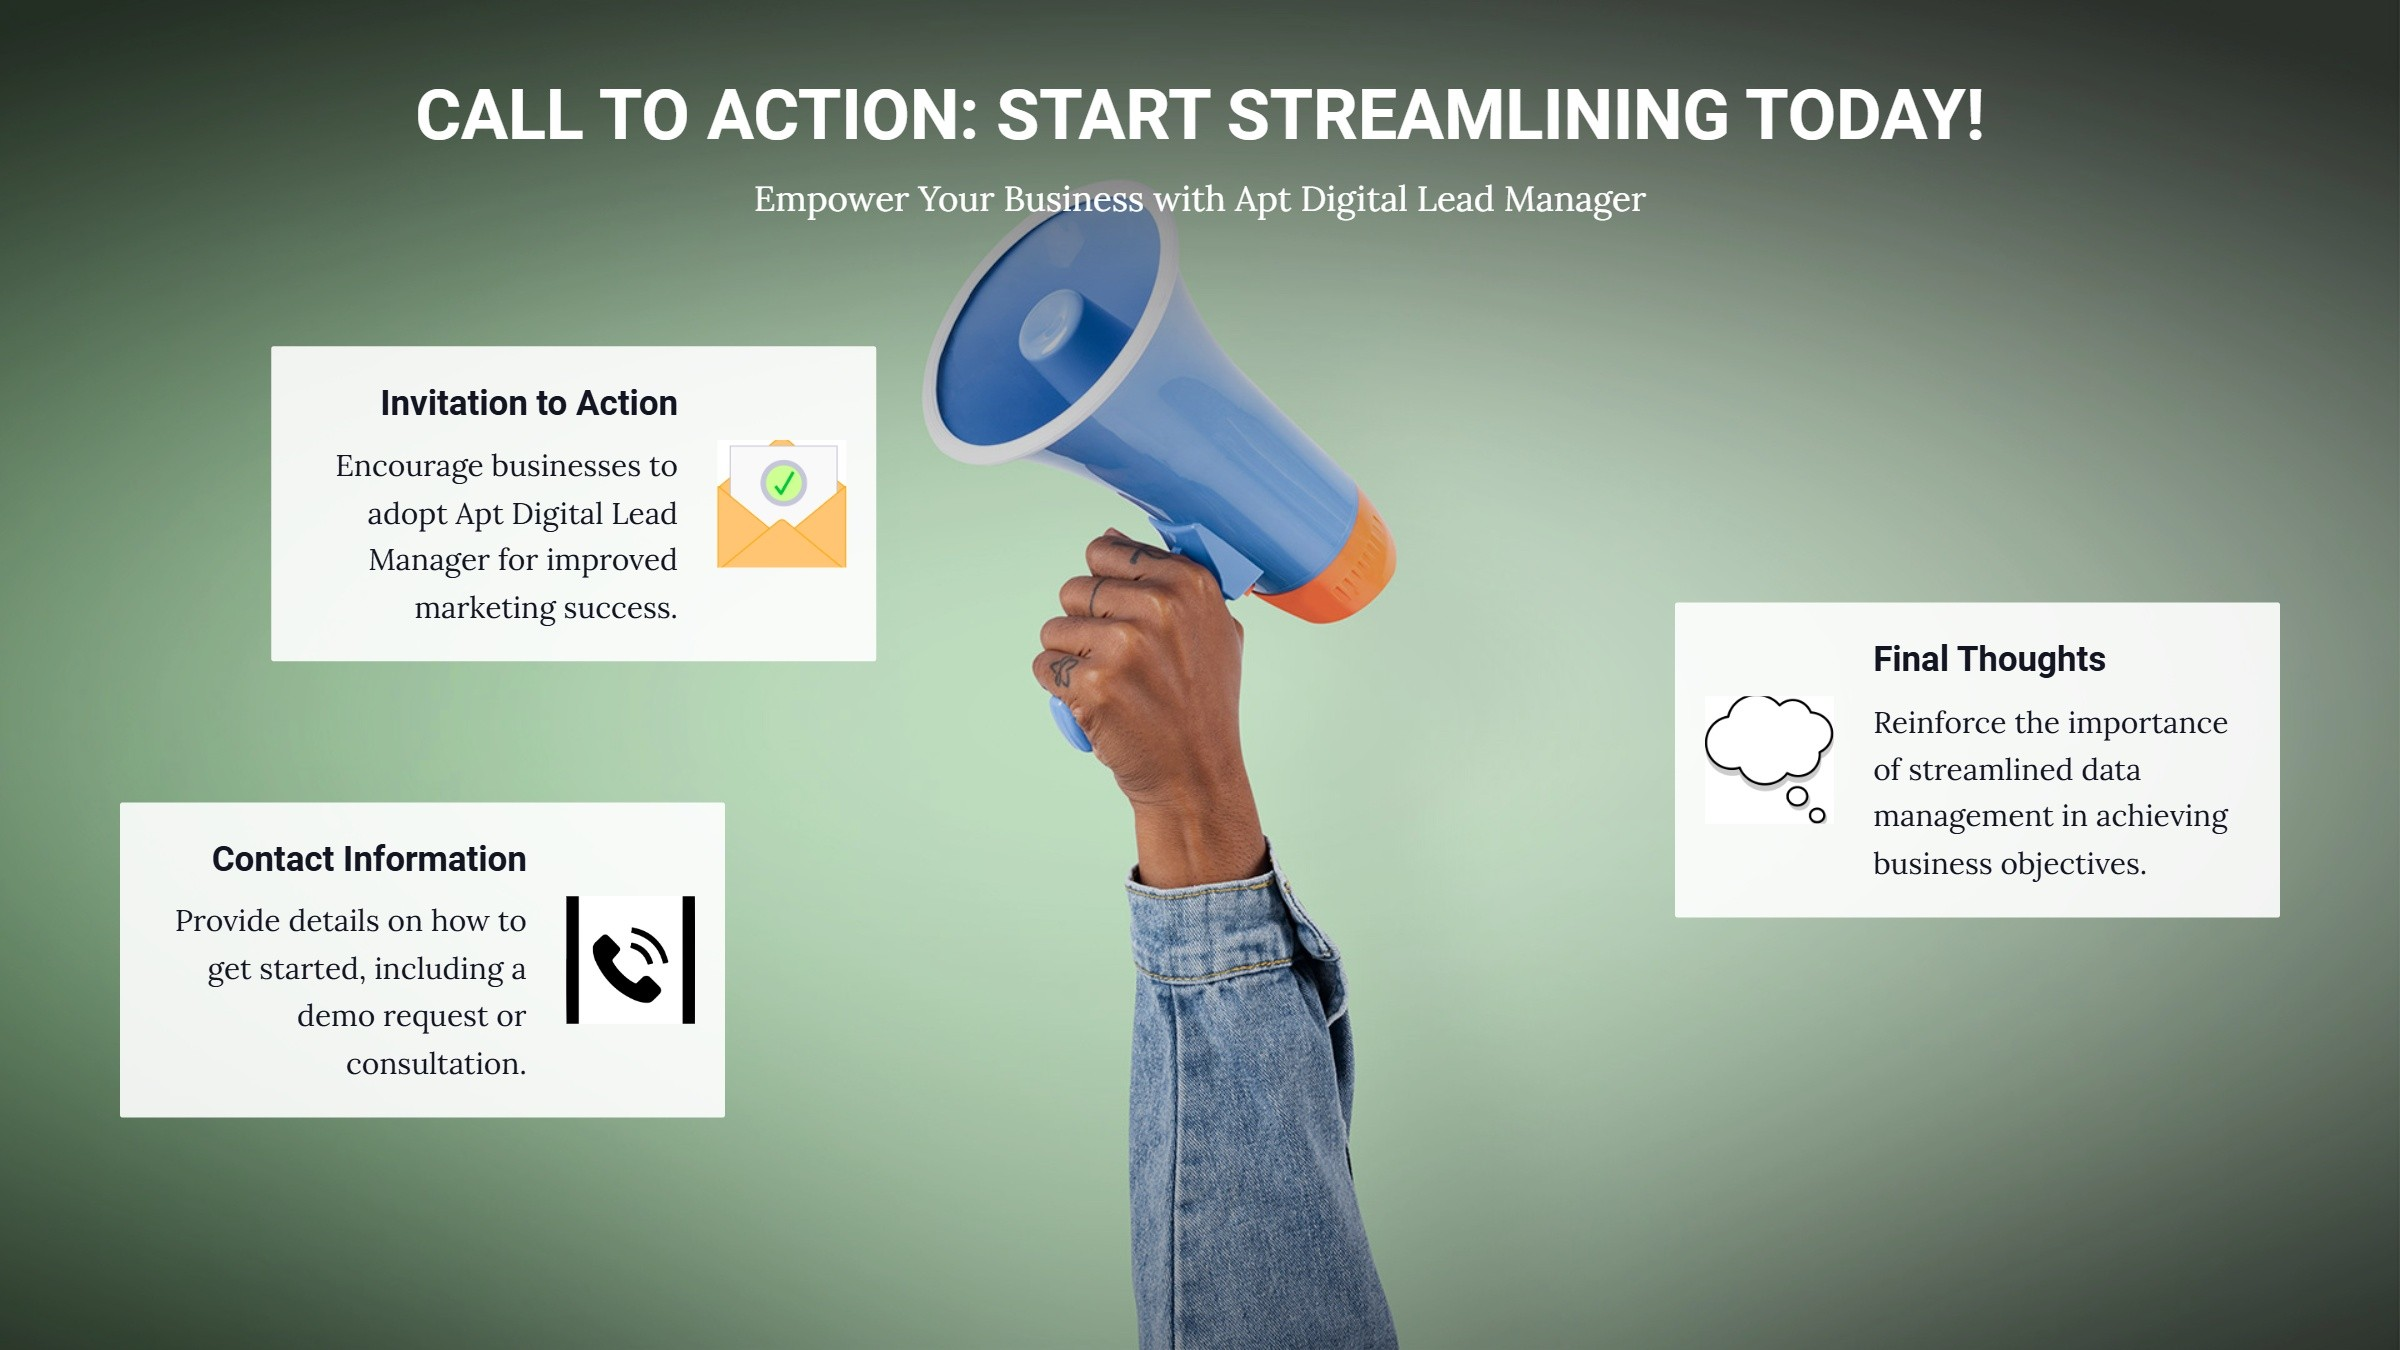 CALL TO ACTION: START STREAMLINING TODAY!
Empower Your Business with Apt Digital Lead Manager
Invitation to Action
Encourage businesses to
adopt Apt Digital Lead
Manager for improved
marketing success.
Contact Information
Provide details on how to
get started, including a
demo request or
consultation.
Final Thoughts
Reinforce the importance
of streamlined data
management in achieving
business objectives.